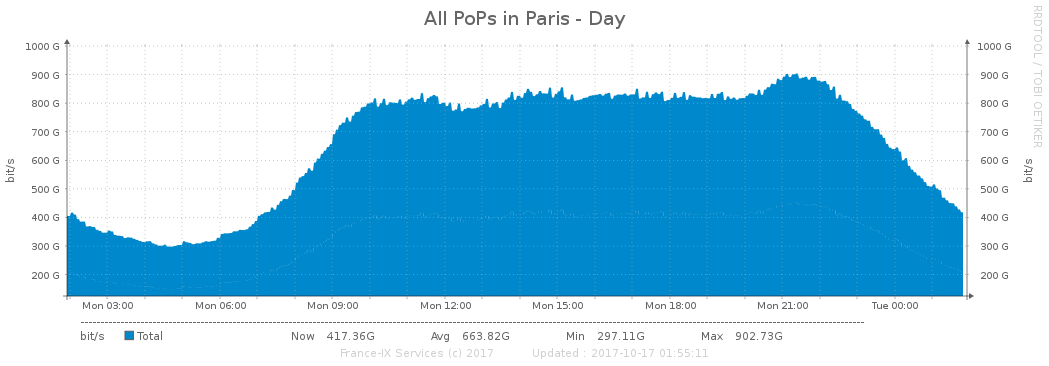 All PoPs in Paris - Day
RRDTOOL / TOBI OETIKER
1000 G 1000 G
900 G 900 G
800 G 800 G
700 G 700 G
600 G 600 G
500 G 500 G
400 G 400 G
300 G 300 G
200 G 200 G
bit/s bit/s
Mon 03:00 Mon 06:00 Mon 09:00 Mon 12:00 Mon 15:00 Mon 18:00 Mon 21:00 Tue 00:00
bit/s Total Now 417.36G Avg 663.82G Min 297.11G Max 902.73G
France-IX Services (c) 2017 Updated : 2017-10-17 01:55:11